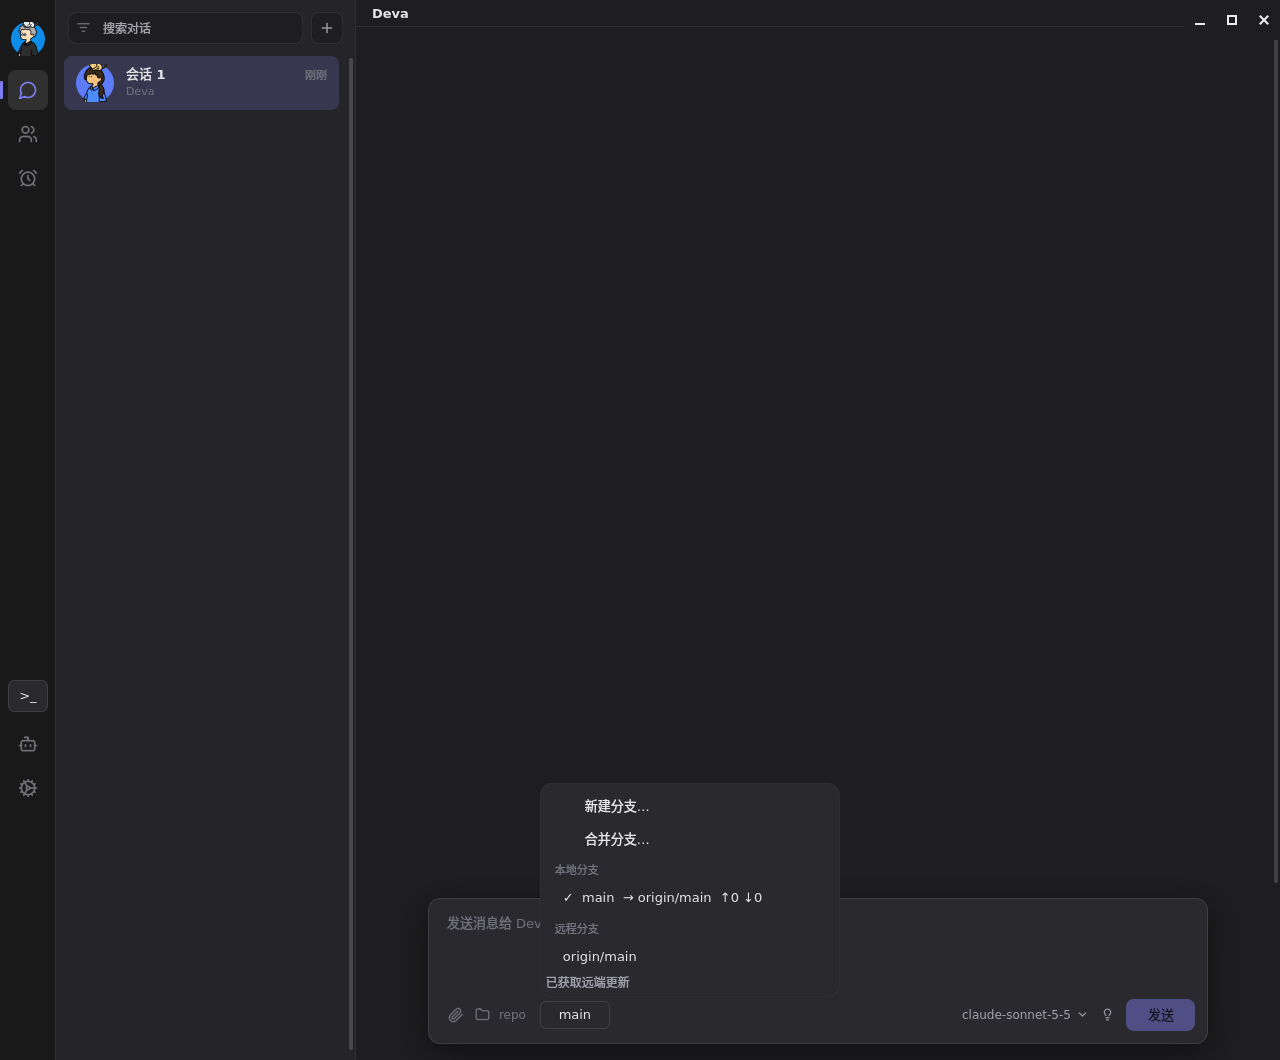 搜索对话
会话 1
刚刚
Deva
Deva
>_
新建分支...
合并分支...
本地分支
✓ main → origin/main ↑0 ↓0
远程分支
origin/main
已获取远端更新
发送消息给 Dev
repo
main
claude-sonnet-5-5
发送